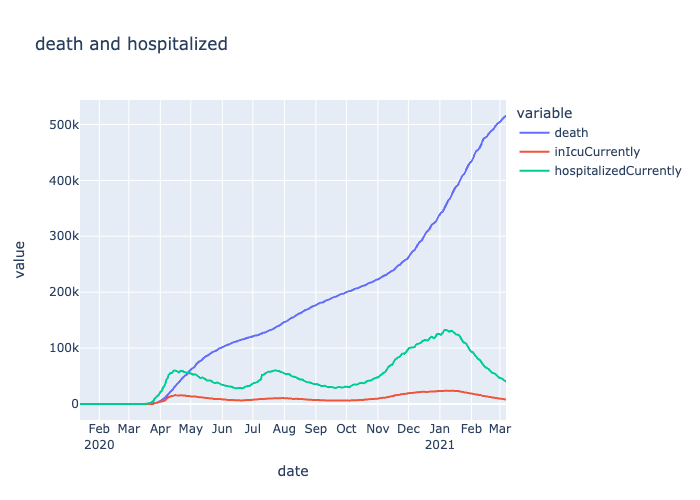 death and hospitalized
variable
death
inIcuCurrently
hospitalizedCurrently
500k
400k
300k
200k
100k
0
value
Feb Mar Apr May Jun Jul Aug Sep Oct Nov Dec Jan Feb Mar
2020 2021
date